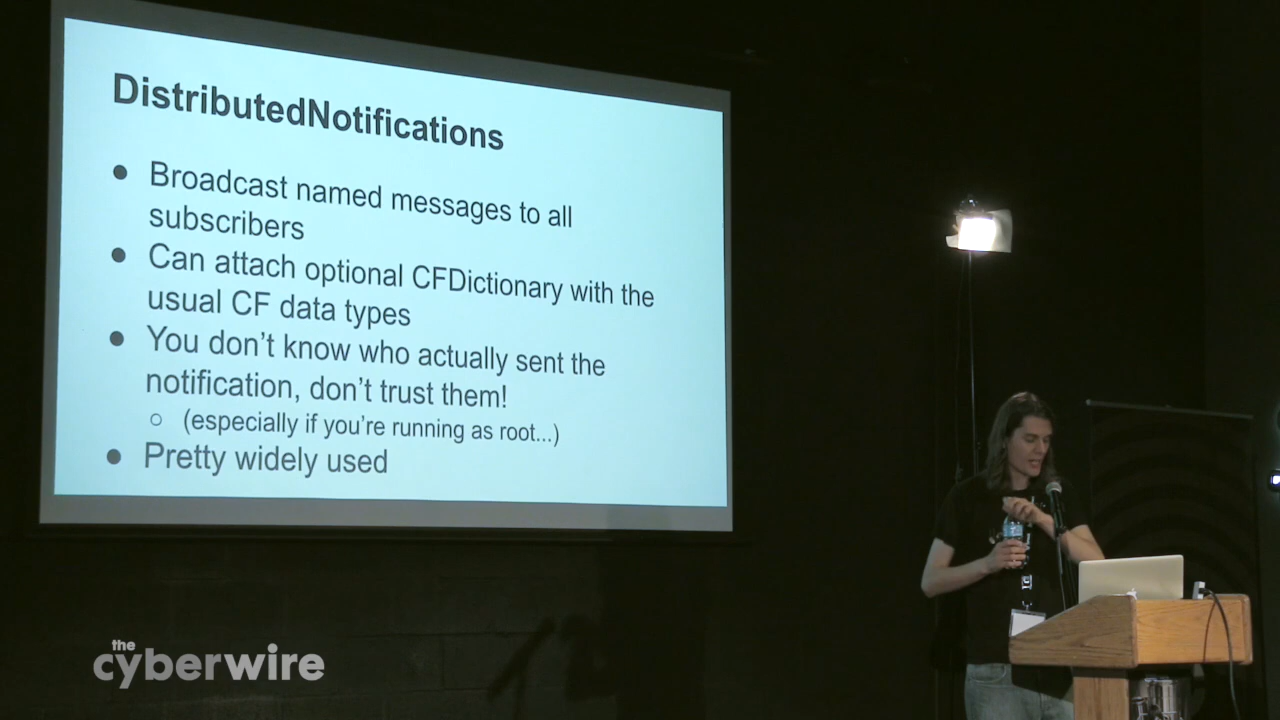 DistributedNotifications
● Broadcast named messages to all
subscribers
● Can attach optional CFDictionary with the
usual CF data types
● You don't know who actually sent the
notification, don't trust them!
○ (especially if you're running as root...)
● Pretty widely used
the
cyberwire